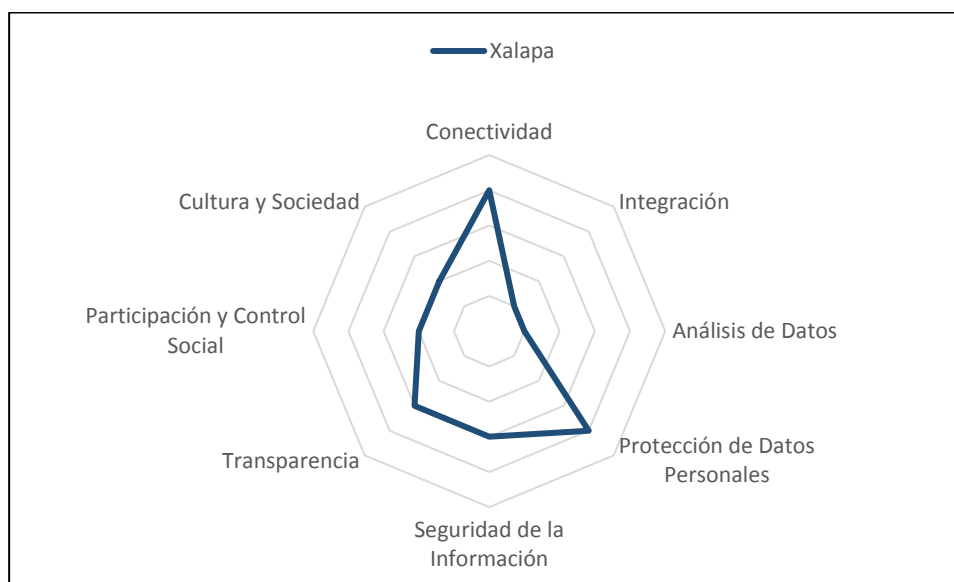 Xalapa
Conectividad
Integración
Análisis de Datos
Protección de Datos
Personales
Seguridad de la
Información
Transparencia
Participación y Control
Social
Cultura y Sociedad